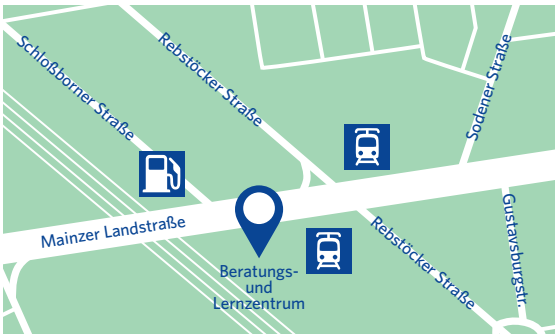 Schloßborner Straße
Rebstöcker Straße
Sodener Straße
Mainzer Landstraße
Gustavsburgstr.
Rebstöcker Straße
Beratungs-
und
Lernzentrum